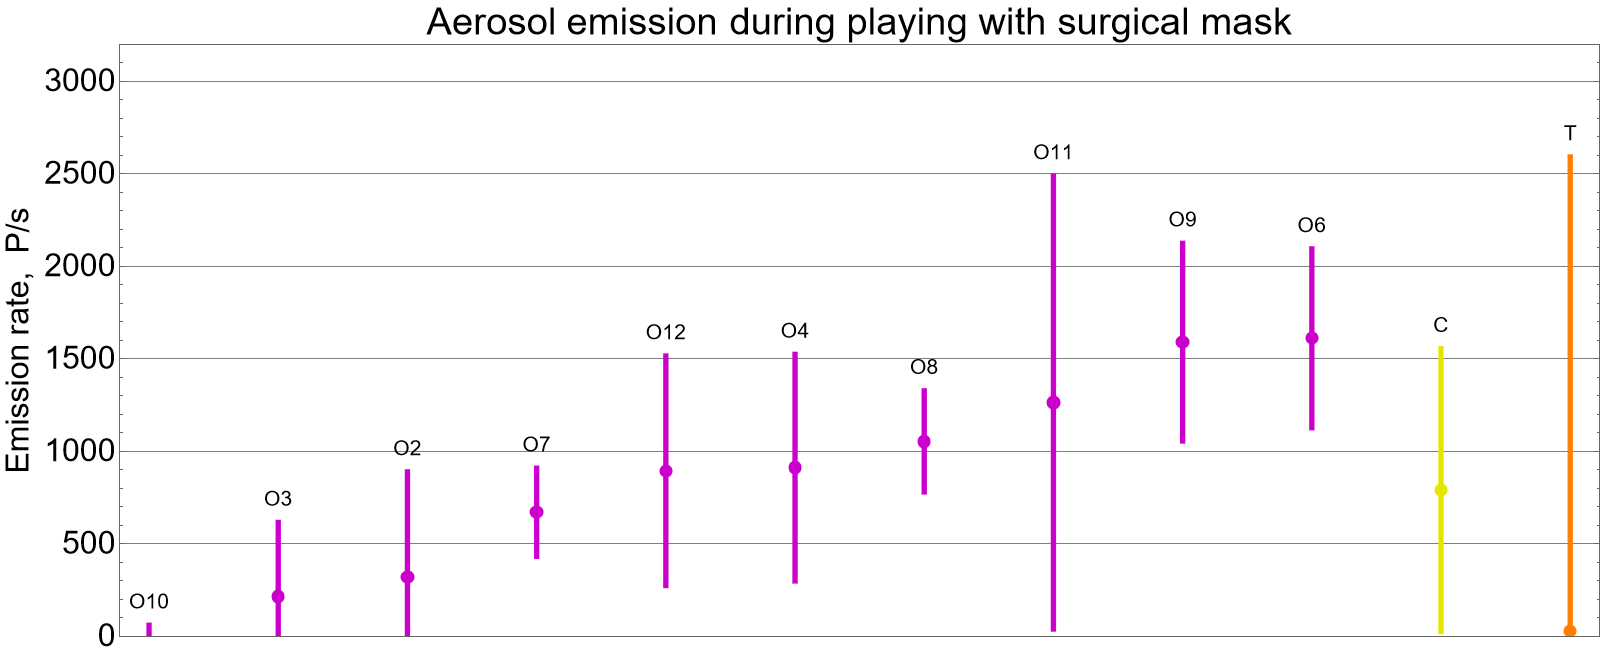 Aerosol emission during playing with surgical mask
Emission rate, P/s
3000
2500
2000
1500
1000
500
0
O10
O3
O2
O7
O12
O4
O8
O11
O9
O6
C
T